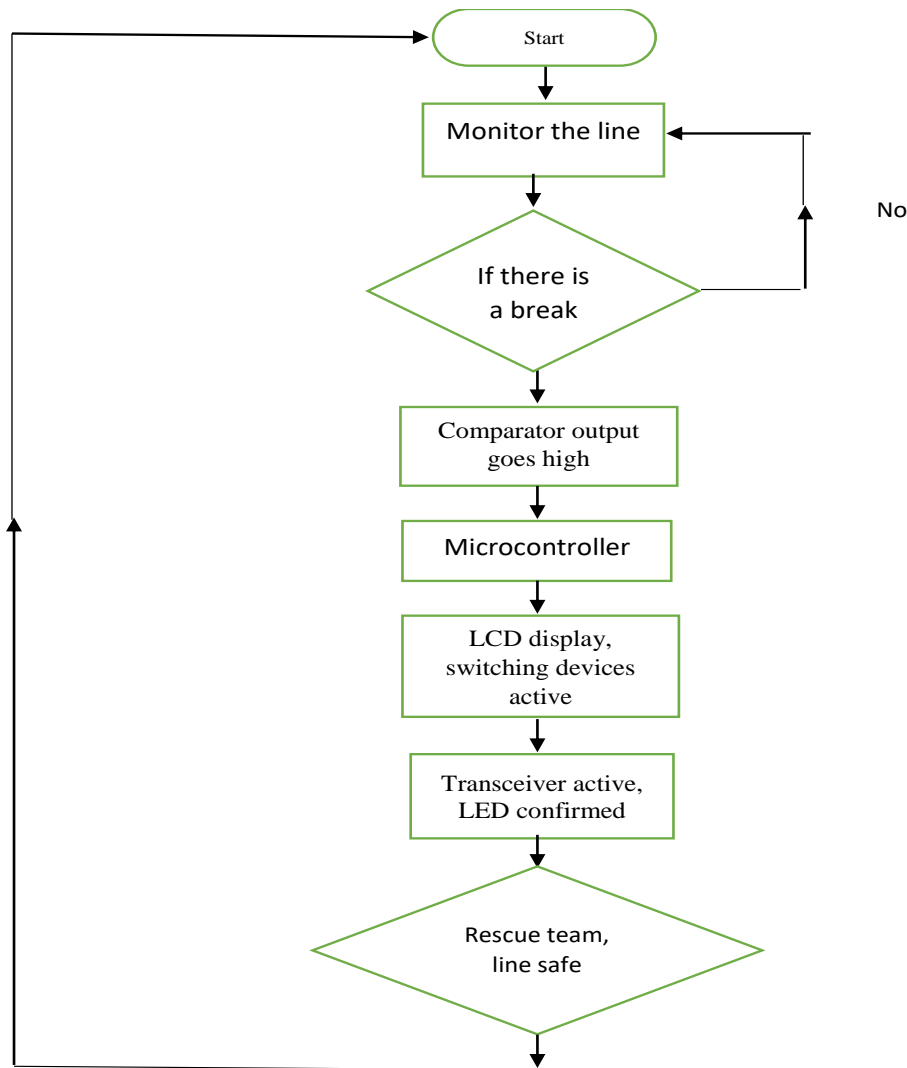 Start
Monitor the line
No
If there is
a break
Comparator output
goes high
Microcontroller
LCD display,
switching devices
active
Transceiver active,
LED confirmed
Rescue team,
line safe